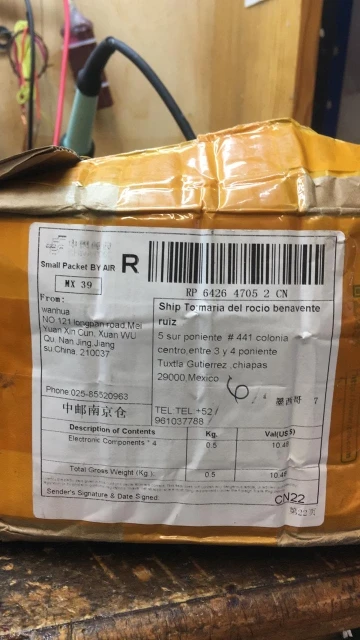 Small Packet BY AIR R
MX 39
RP 6426 4705 2 CN
From:
wanhua
NO.121 longpan road,Mei
Yuan Xin Cun, Xuan WU
Qu. Nan Jing,Jiang
su.China. 210037
Phone:025-85520963
中邮南京仓
Ship To:maria del rocio benavente
ruiz
5 sur poniente # 441 colonia
centro,entre 3 y 4 poniente
Tuxtla Gutierrez ,chiapas
29000.Mexico
墨西哥 7
TEL TEL +52 /
961037788 /
Description of Contents Kg. Val(US$)
Electronic Components * 4 0.5 10.48
Total Gross Weight (Kg.) 0.5 10.48
Sender's Signature & Date Signed:
CN22